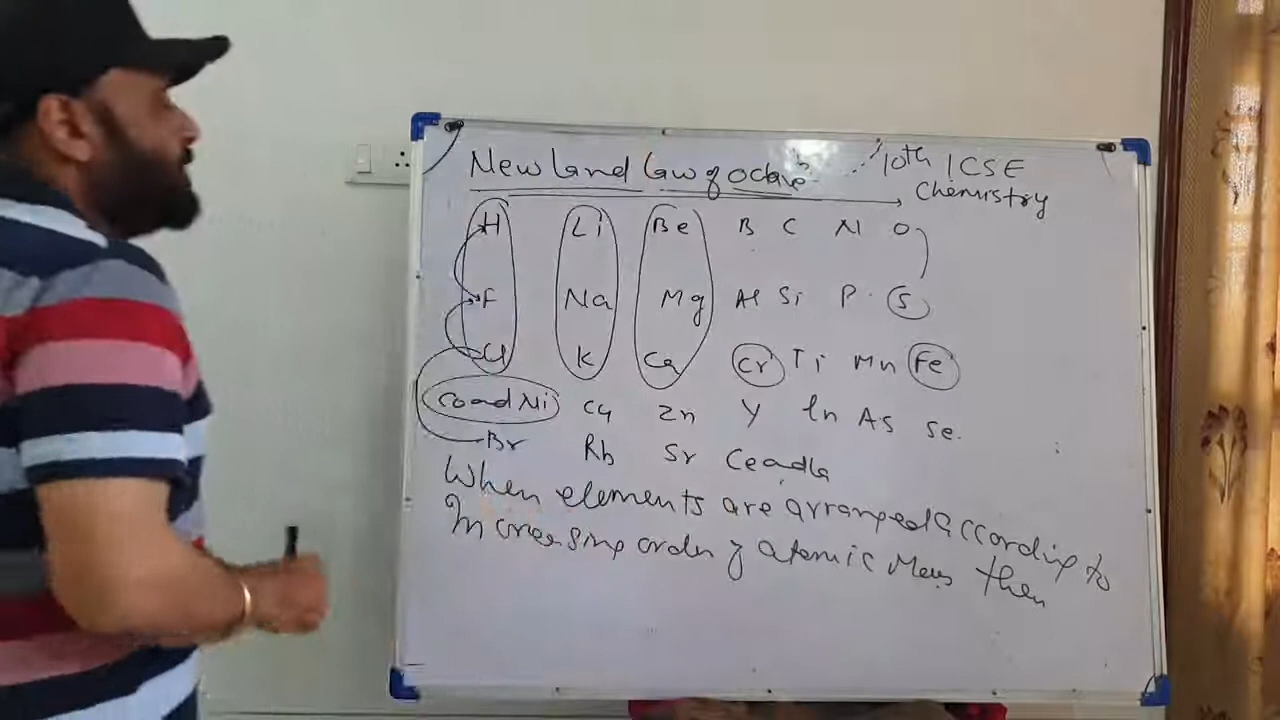 Newland law of octave
10th ICSE
Chemistry
H Li Be B C N O
F Na Mg Al Si P. S
Cl K Ca Cr Ti Mn Fe
Co and Ni Cu Zn Y In As Se.
Br Rb Sr Ce and La
When elements are arranged according to
Increasing order of atomic Mass then